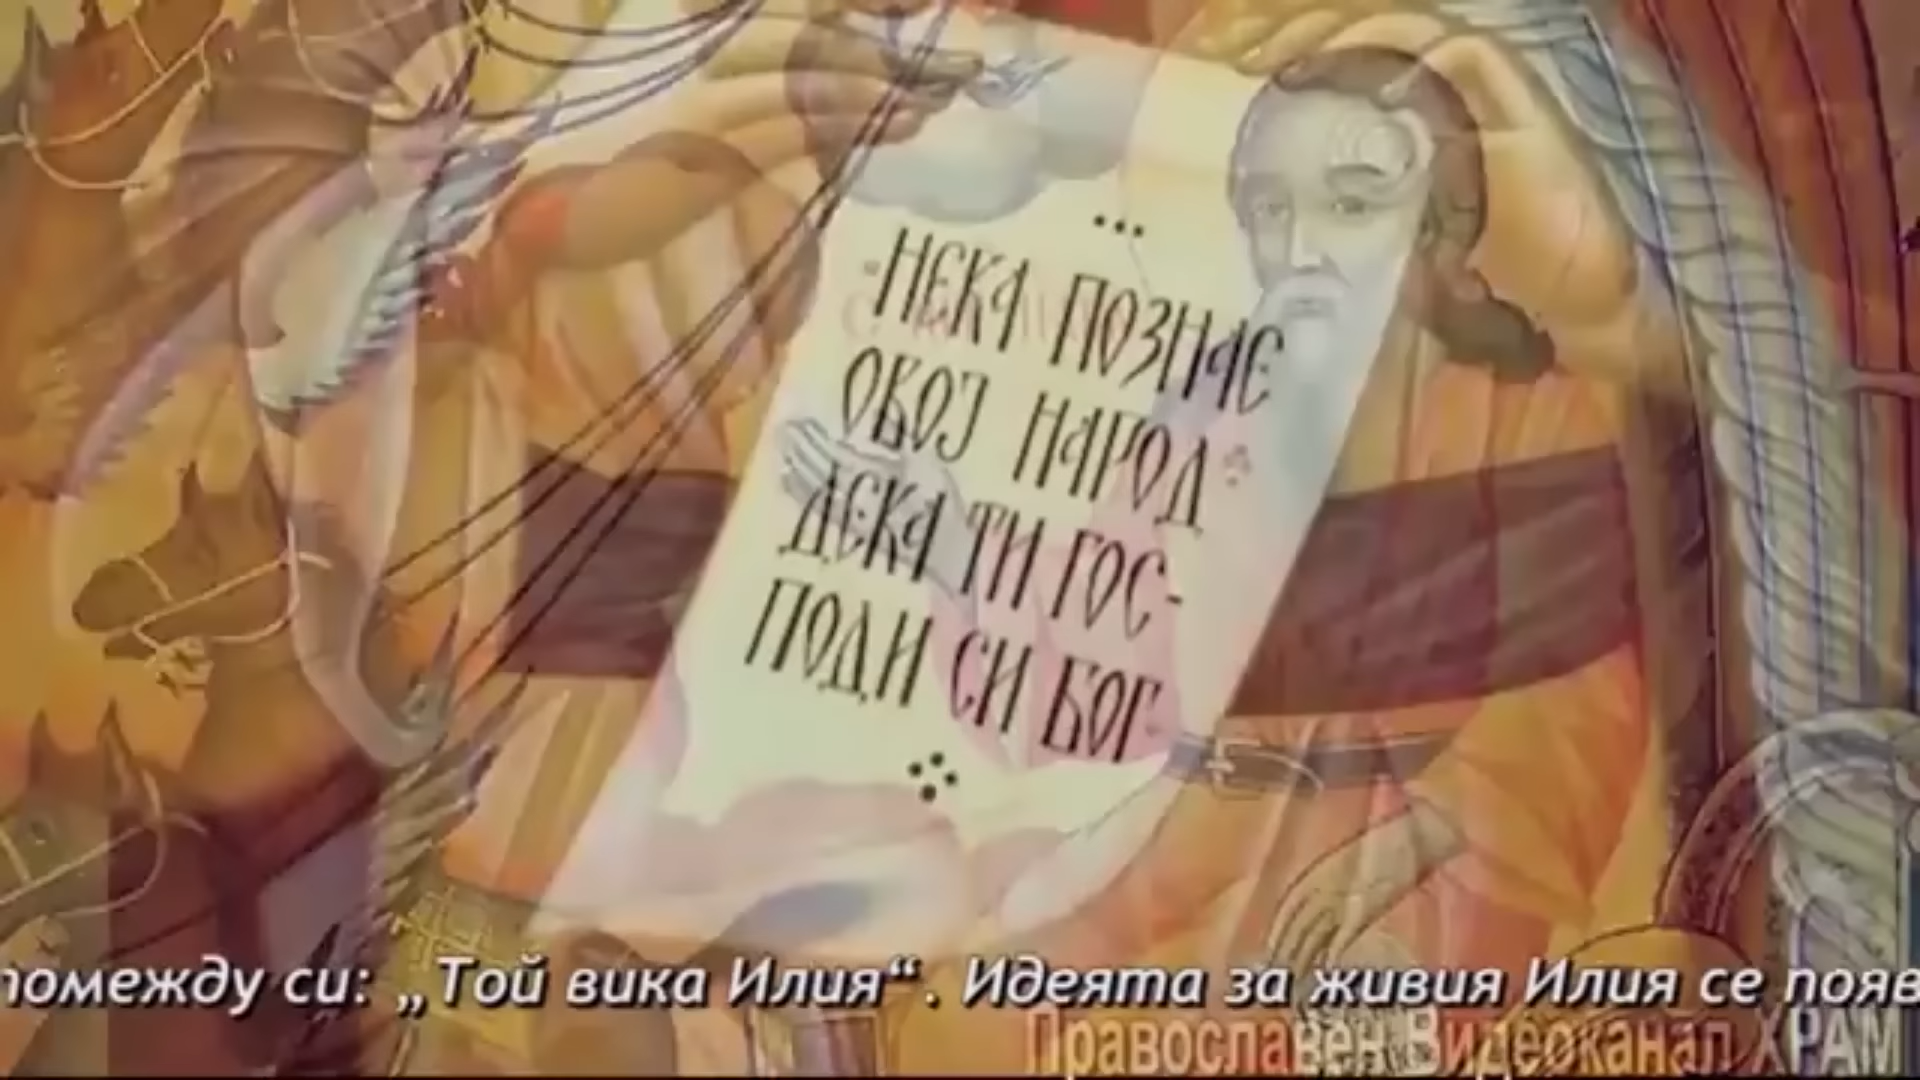 ...
„НЕКА ПОЗНАЕ
ОВОЈ НАРОД
ДЕКА ТИ ГОС-
ПОДИ СИ БОГ
помежду си: „Той вика Илия“. Идеята за живия Илия се появ
Православен Видеоканал ХРАМ